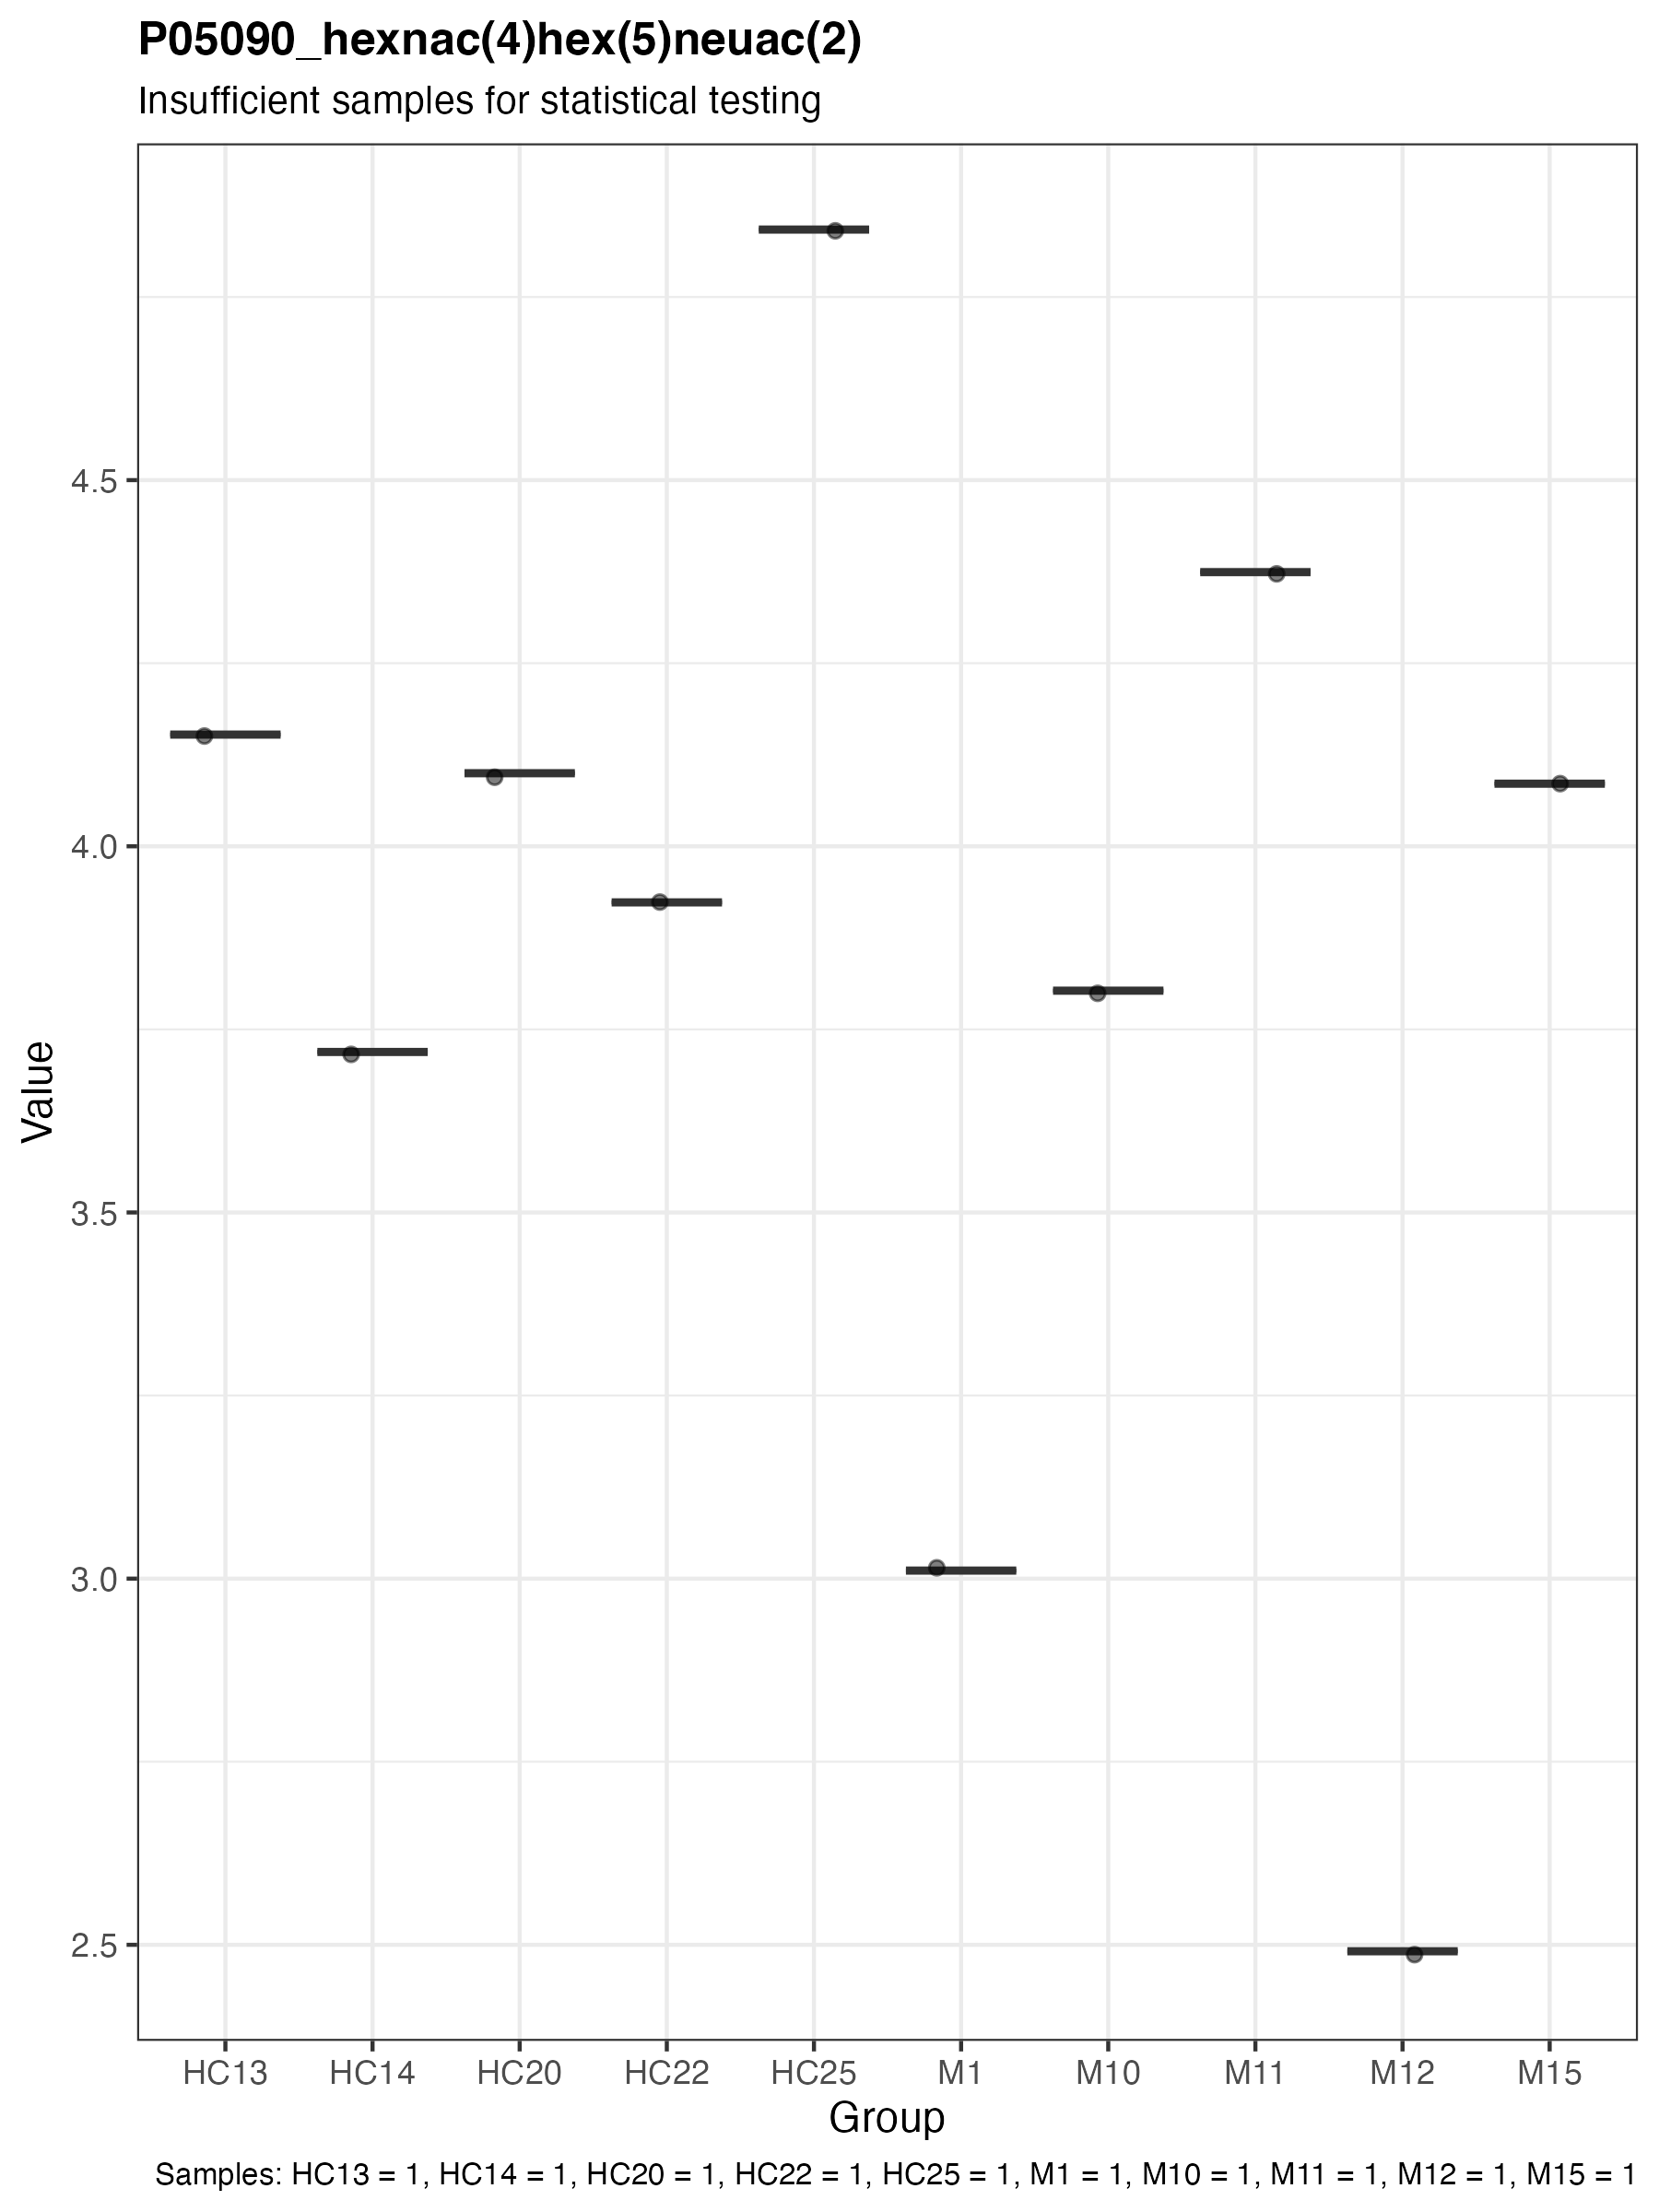 P05090_hexnac(4)hex(5)neuac(2)
Insufficient samples for statistical testing
Value
4.5
4.0
3.5
3.0
2.5
HC13 HC14 HC20 HC22 HC25 M1 M10 M11 M12 M15
Group
Samples: HC13 = 1, HC14 = 1, HC20 = 1, HC22 = 1, HC25 = 1, M1 = 1, M10 = 1, M11 = 1, M12 = 1, M15 = 1